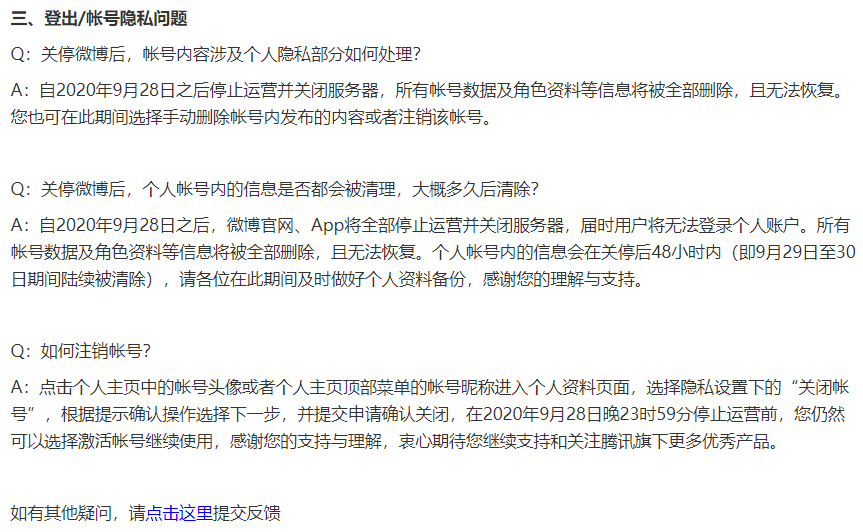 三、登出/帐号隐私问题
Q：关停微博后，帐号内容涉及个人隐私部分如何处理？
A：自2020年9月28日之后停止运营并关闭服务器，所有帐号数据及角色资料等信息将被全部删除，且无法恢复。
您也可在此期间选择手动删除帐号内发布的内容或者注销该帐号。
Q：关停微博后，个人帐号内的信息是否都会被清理，大概多久后清除？
A：自2020年9月28日之后，微博官网、App将全部停止运营并关闭服务器，届时用户将无法登录个人账户。所有
帐号数据及角色资料等信息将被全部删除，且无法恢复。个人帐号内的信息会在关停后48小时内（即9月29日至30
日期间陆续被清除），请各位在此期间及时做好个人资料备份，感谢您的理解与支持。
Q：如何注销帐号？
A：点击个人主页中的帐号头像或者个人主页顶部菜单的帐号昵称进入个人资料页面，选择隐私设置下的“关闭帐
号”，根据提示确认操作选择下一步，并提交申请确认关闭，在2020年9月28日晚23时59分停止运营前，您仍然
可以选择激活帐号继续使用，感谢您的支持与理解，衷心期待您继续支持和关注腾讯旗下更多优秀产品。
如有其他疑问，请点击这里提交反馈